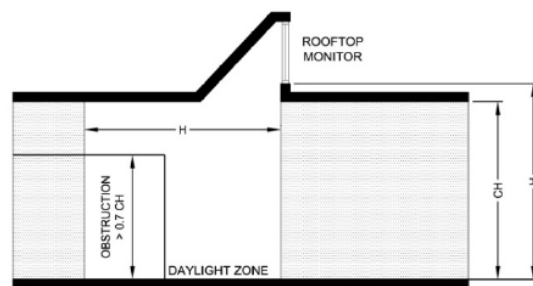 ROOFTOP
MONITOR
H
OBSTRUCTION
> 0.7 CH
CH
DAYLIGHT ZONE